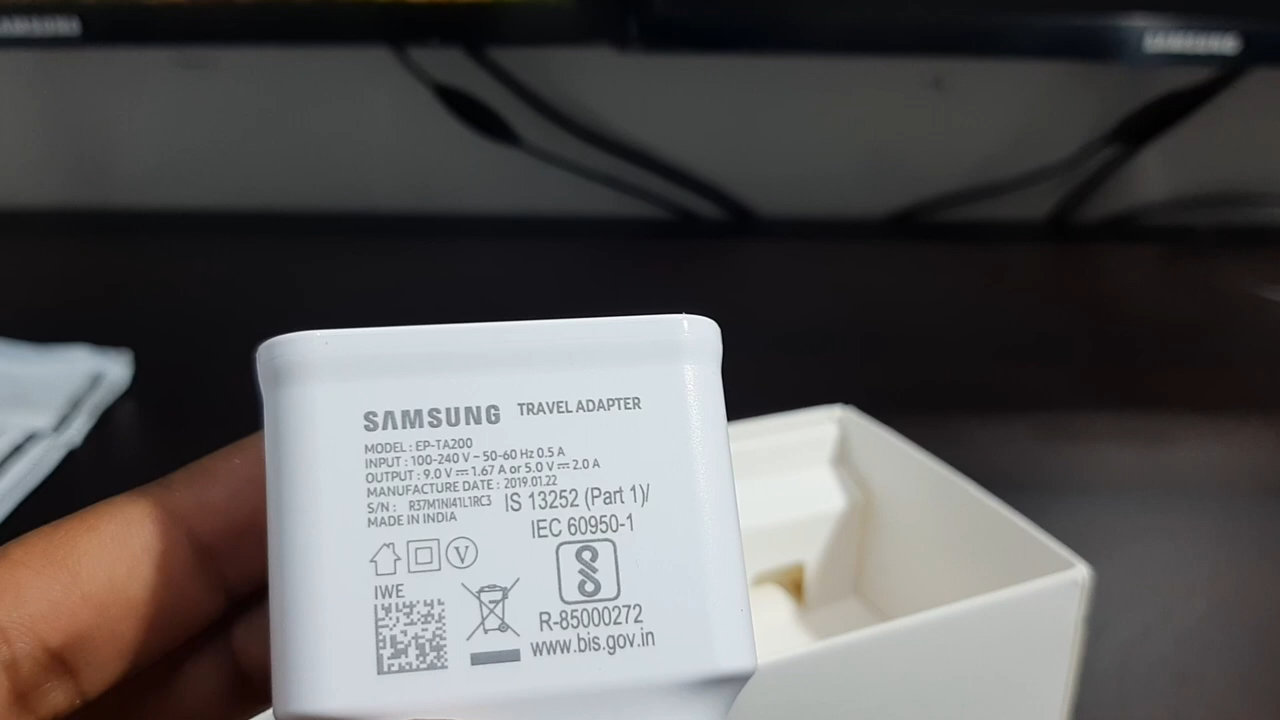 SAMSUNG
SAMSUNG
SAMSUNG TRAVEL ADAPTER
MODEL : EP-TA200
INPUT : 100-240 V ~ 50-60 Hz 0.5 A
OUTPUT : 9.0 V ⎓ 1.67 A or 5.0 V ⎓ 2.0 A
MANUFACTURE DATE : 2019.01.22
S/N : R37M1NI41L1RC3
MADE IN INDIA
IS 13252 (Part 1)/
IEC 60950-1
V
IWE
R-85000272
www.bis.gov.in